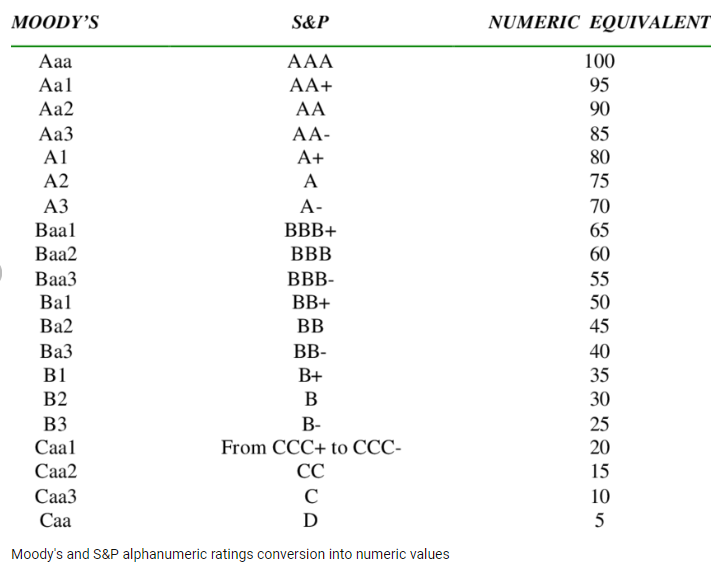 MOODY'S S&P NUMERIC EQUIVALENT
Aaa AAA 100
Aa1 AA+ 95
Aa2 AA 90
Aa3 AA- 85
A1 A+ 80
A2 A 75
A3 A- 70
Baa1 BBB+ 65
Baa2 BBB 60
Baa3 BBB- 55
Ba1 BB+ 50
Ba2 BB 45
Ba3 BB- 40
B1 B+ 35
B2 B 30
B3 B- 25
Caa1 From CCC+ to CCC- 20
Caa2 CC 15
Caa3 C 10
Caa D 5
Moody's and S&P alphanumeric ratings conversion into numeric values